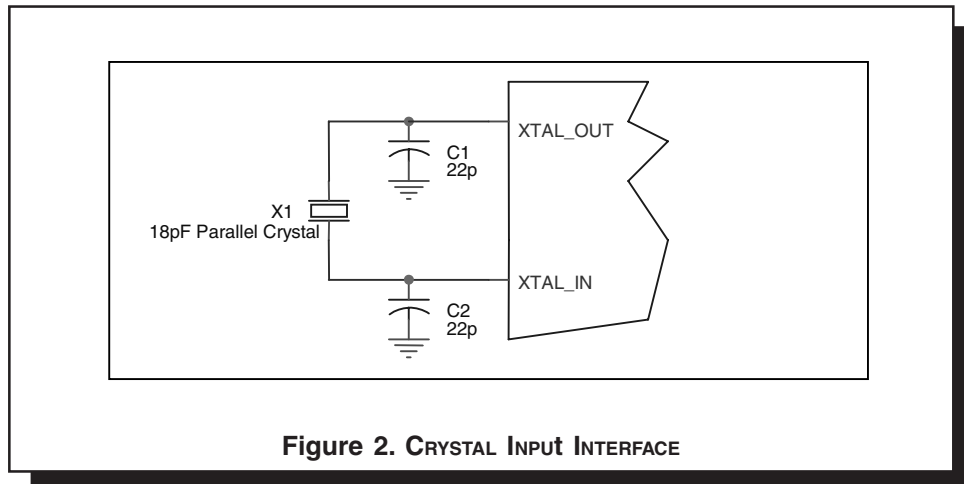 XTAL_OUT
C1
22p
X1
18pF Parallel Crystal
XTAL_IN
C2
22p
Figure 2. CRYSTAL INPUT INTERFACE